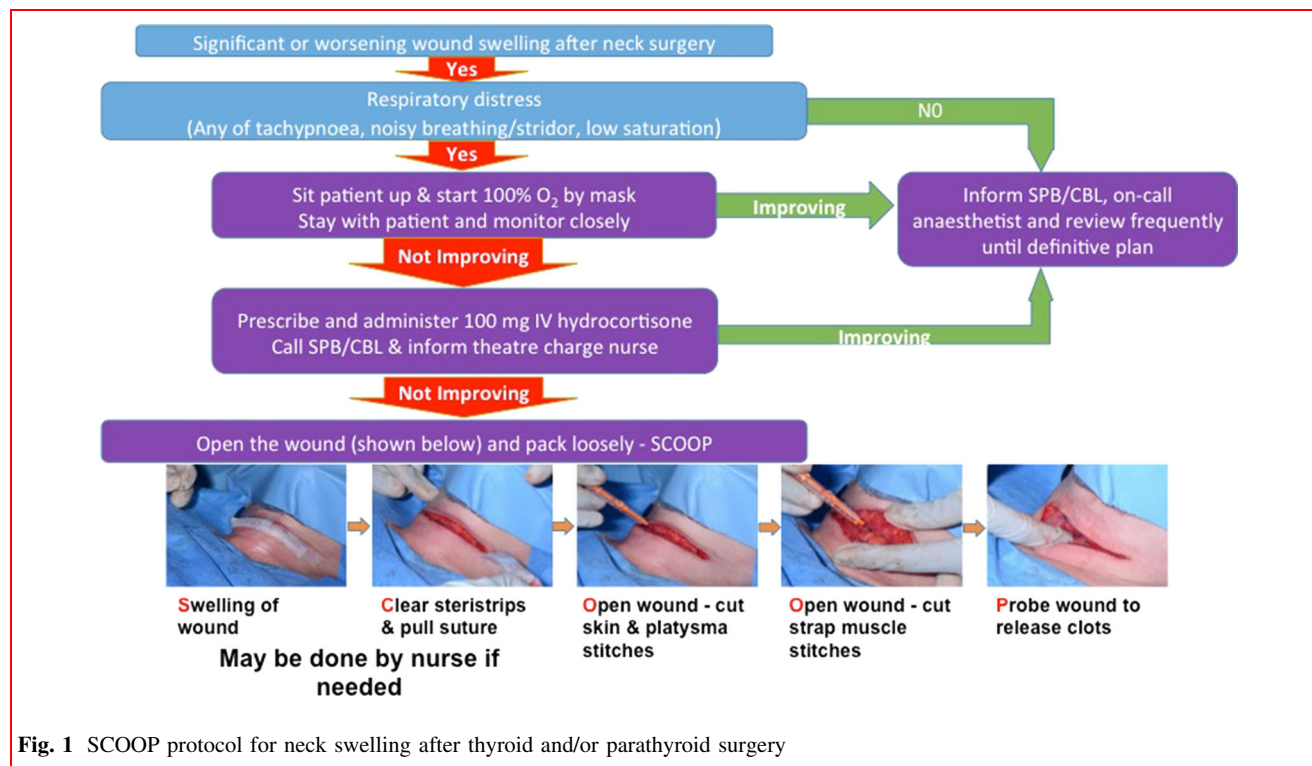 Significant or worsening wound swelling after neck surgery
Yes
Respiratory distress
(Any of tachypnoea, noisy breathing/stridor, low saturation)
N0
Yes
Sit patient up & start 100% O₂ by mask
Stay with patient and monitor closely
Improving
Inform SPB/CBL, on-call
anaesthetist and review frequently
until definitive plan
Not Improving
Prescribe and administer 100 mg IV hydrocortisone
Call SPB/CBL & inform theatre charge nurse
Improving
Not Improving
Open the wound (shown below) and pack loosely - SCOOP
Swelling of
wound
Clear steristrips
& pull suture
Open wound - cut
skin & platysma
stitches
Open wound - cut
strap muscle
stitches
Probe wound to
release clots
May be done by nurse if
needed
Fig. 1 SCOOP protocol for neck swelling after thyroid and/or parathyroid surgery